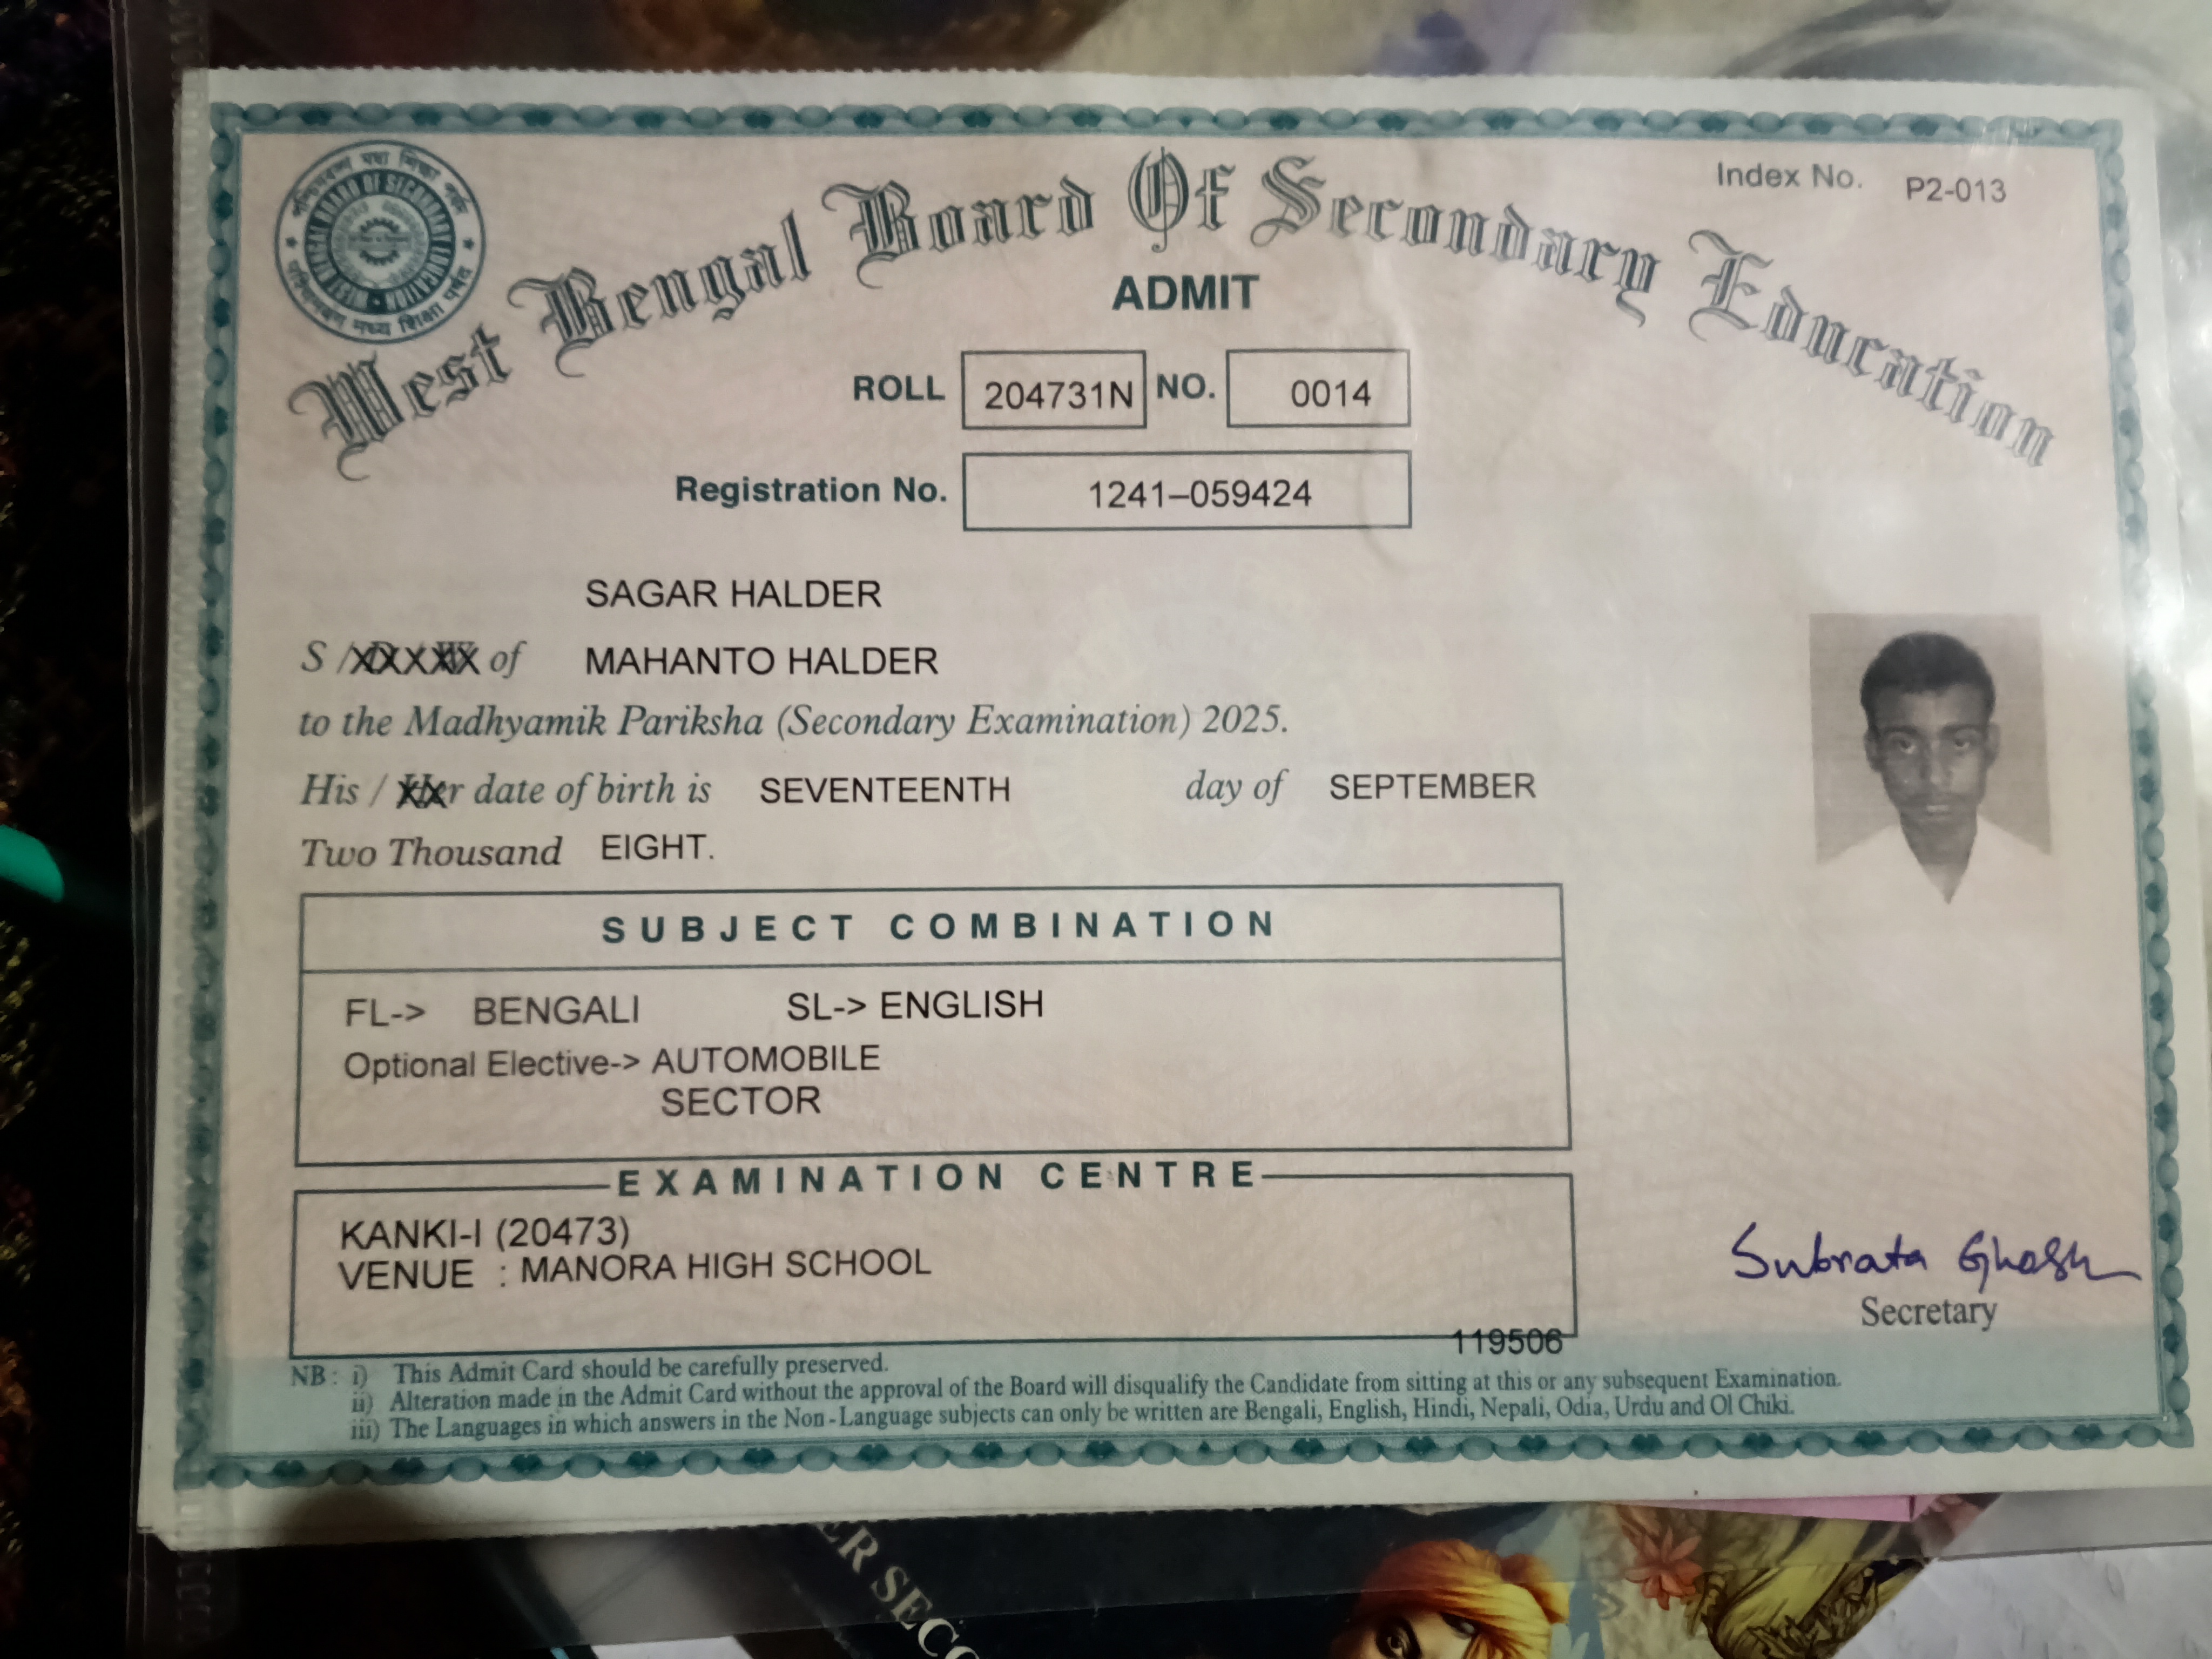 Index No. P2-013
WEST BENGAL BOARD OF SECONDARY EDUCATION
West Bengal Board Of Secondary Education
ADMIT
ROLL 204731N NO. 0014
Registration No. 1241–059424
SAGAR HALDER
S / of MAHANTO HALDER
to the Madhyamik Pariksha (Secondary Examination) 2025.
His / date of birth is SEVENTEENTH day of SEPTEMBER
Two Thousand EIGHT.
SUBJECT COMBINATION
FL-> BENGALI SL-> ENGLISH
Optional Elective-> AUTOMOBILE
SECTOR
EXAMINATION CENTRE
KANKI-I (20473)
VENUE : MANORA HIGH SCHOOL
119506
Subrata Ghosh
Secretary
NB : i) This Admit Card should be carefully preserved.
ii) Alteration made in the Admit Card without the approval of the Board will disqualify the Candidate from sitting at this or any subsequent Examination.
iii) The Languages in which answers in the Non-Language subjects can only be written are Bengali, English, Hindi, Nepali, Odia, Urdu and Ol Chiki.